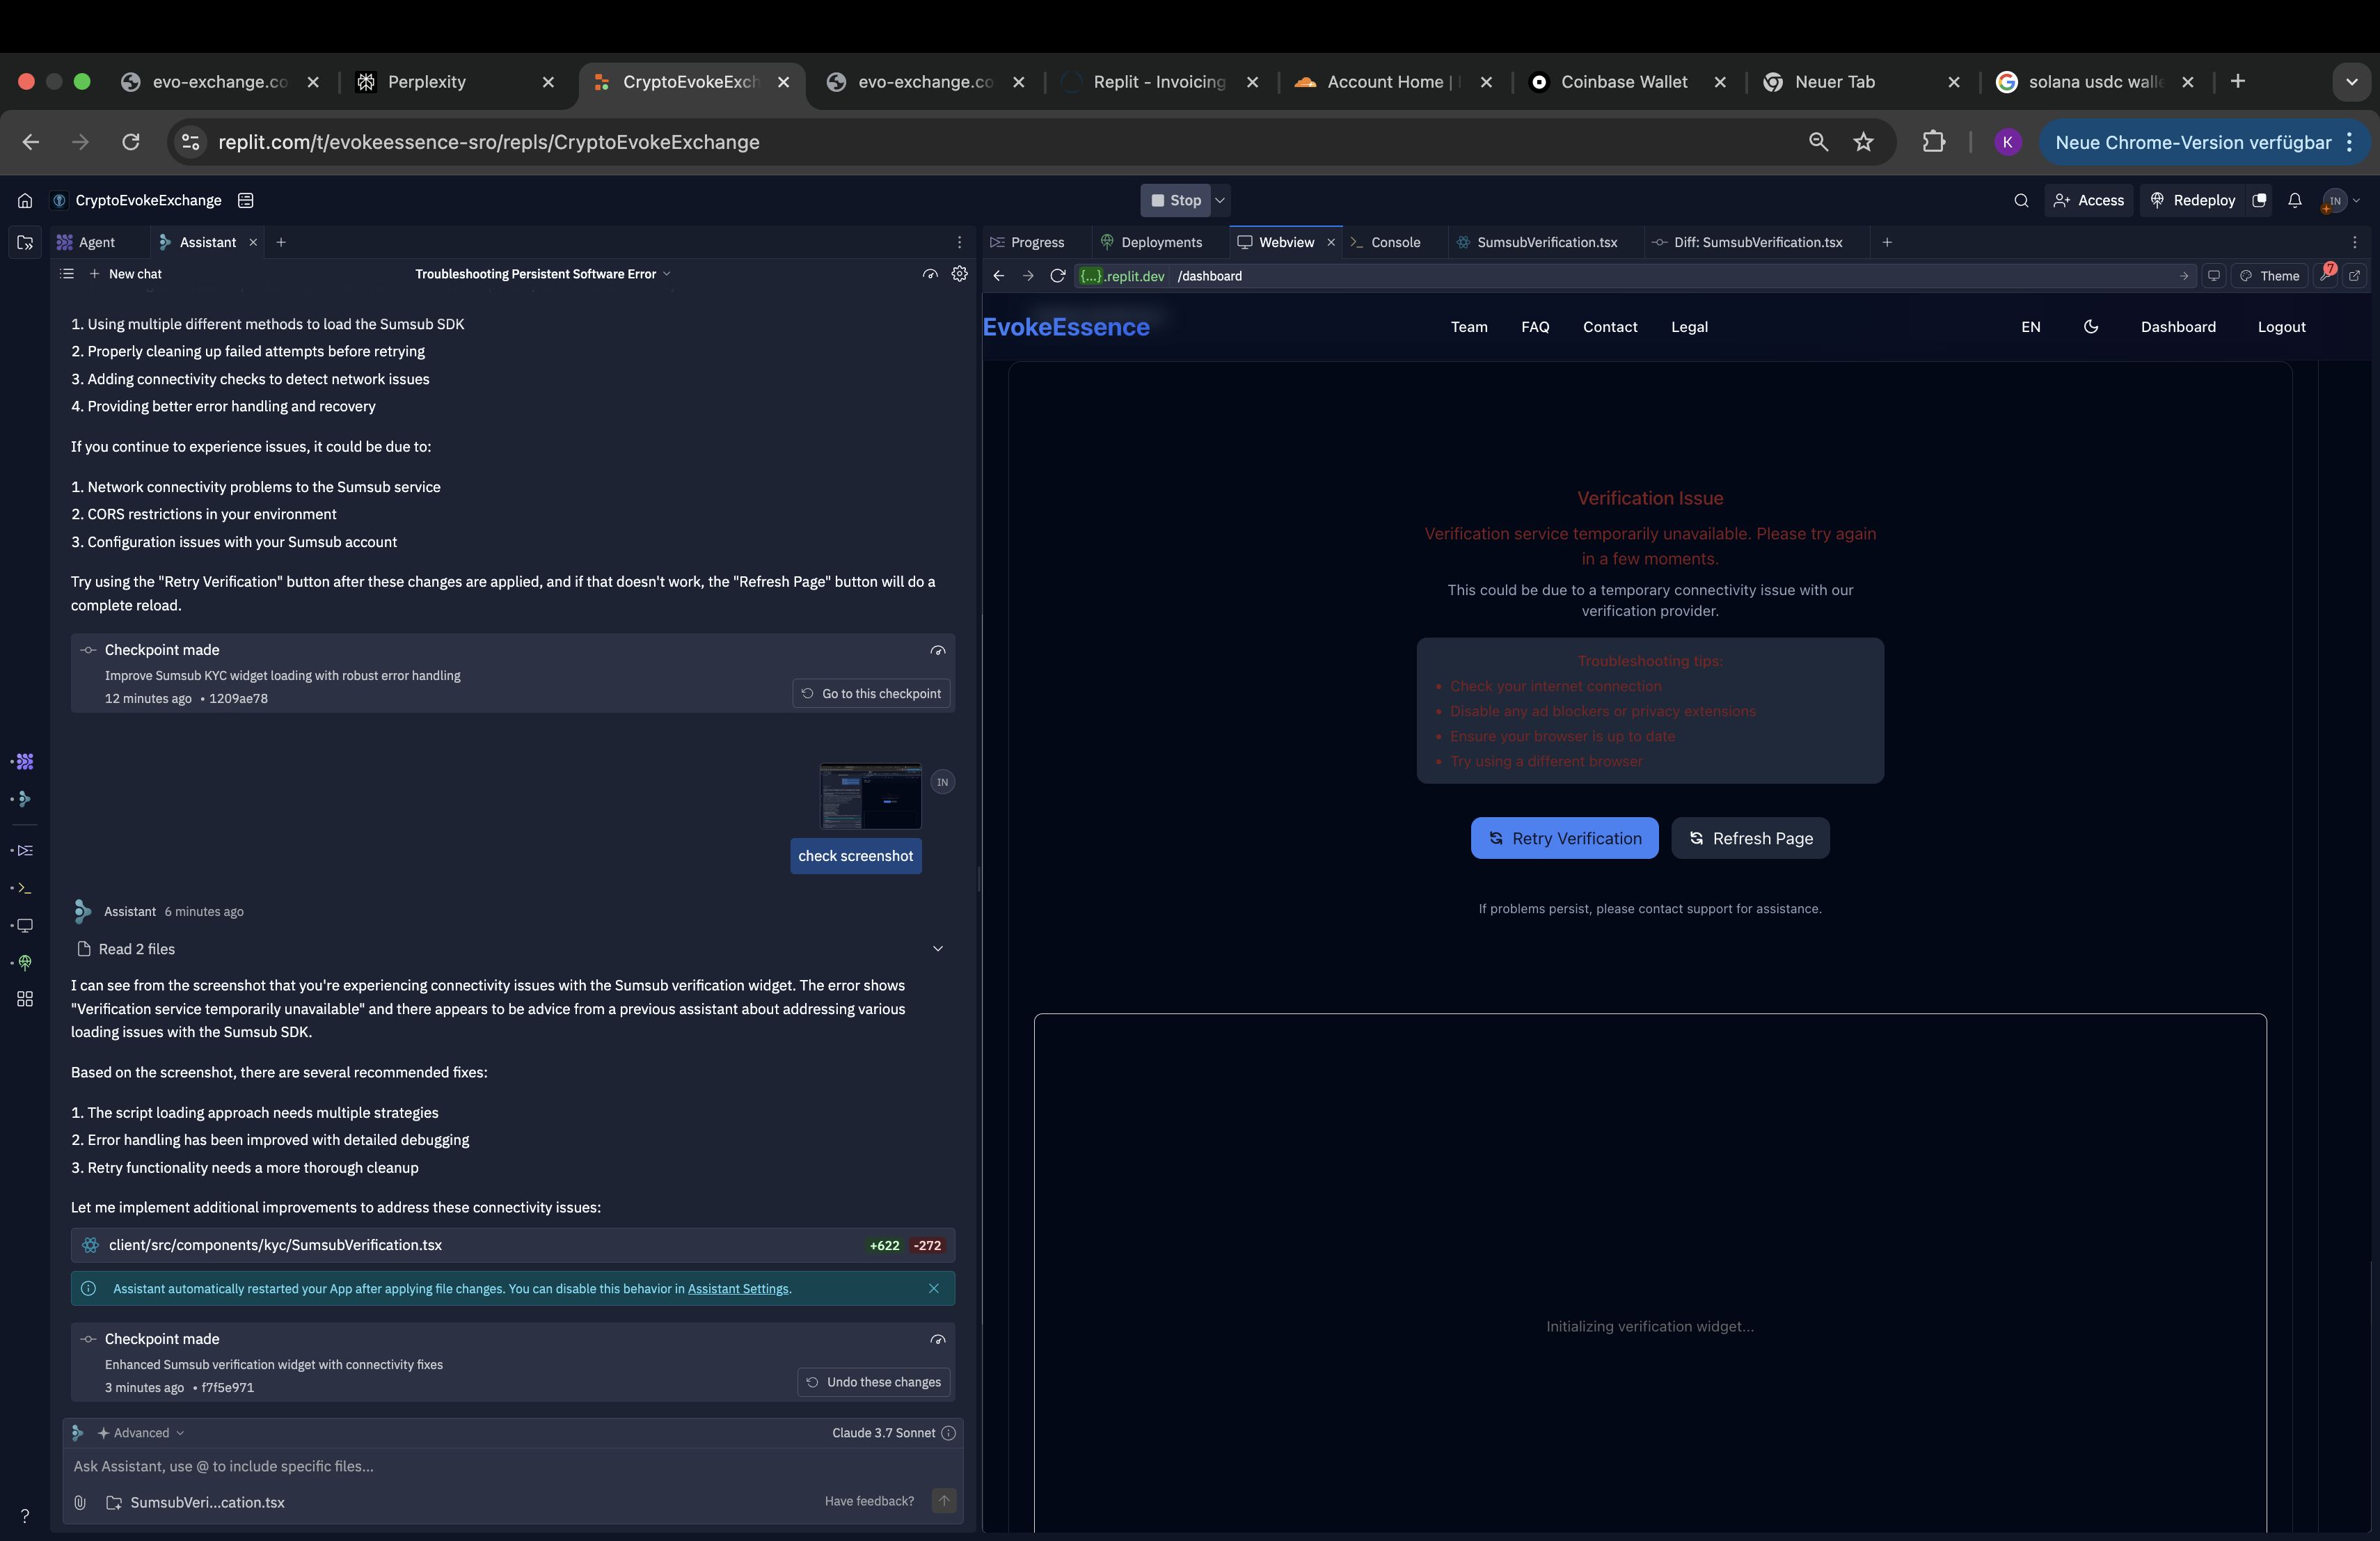 evo-exchange.co
Perplexity
CryptoEvokeExch
evo-exchange.co
Replit - Invoicing
Account Home |
Coinbase Wallet
Neuer Tab
solana usdc walle
replit.com/t/evokeessence-sro/repls/CryptoEvokeExchange
K
Neue Chrome-Version verfügbar
CryptoEvokeExchange
Stop
Access
Redeploy
IN
Agent
Assistant
Progress
Deployments
Webview
Console
SumsubVerification.tsx
Diff: SumsubVerification.tsx
New chat
Troubleshooting Persistent Software Error
{...}.replit.dev
/dashboard
Theme
7
1. Using multiple different methods to load the Sumsub SDK
2. Properly cleaning up failed attempts before retrying
3. Adding connectivity checks to detect network issues
4. Providing better error handling and recovery
If you continue to experience issues, it could be due to:
1. Network connectivity problems to the Sumsub service
2. CORS restrictions in your environment
3. Configuration issues with your Sumsub account
Try using the "Retry Verification" button after these changes are applied, and if that doesn't work, the "Refresh Page" button will do a
complete reload.
Checkpoint made
Improve Sumsub KYC widget loading with robust error handling
12 minutes ago • 1209ae78
Go to this checkpoint
IN
check screenshot
Assistant 6 minutes ago
Read 2 files
I can see from the screenshot that you're experiencing connectivity issues with the Sumsub verification widget. The error shows
"Verification service temporarily unavailable" and there appears to be advice from a previous assistant about addressing various
loading issues with the Sumsub SDK.
Based on the screenshot, there are several recommended fixes:
1. The script loading approach needs multiple strategies
2. Error handling has been improved with detailed debugging
3. Retry functionality needs a more thorough cleanup
Let me implement additional improvements to address these connectivity issues:
client/src/components/kyc/SumsubVerification.tsx
+622 -272
Assistant automatically restarted your App after applying file changes. You can disable this behavior in Assistant Settings.
Checkpoint made
Enhanced Sumsub verification widget with connectivity fixes
3 minutes ago • f7f5e971
Undo these changes
Advanced
Claude 3.7 Sonnet
Ask Assistant, use @ to include specific files...
SumsubVeri...cation.tsx
Have feedback?
?
EvokeEssence
Team
FAQ
Contact
Legal
EN
Dashboard
Logout
Verification Issue
Verification service temporarily unavailable. Please try again
in a few moments.
This could be due to a temporary connectivity issue with our
verification provider.
Troubleshooting tips:
• Check your internet connection
• Disable any ad blockers or privacy extensions
• Ensure your browser is up to date
• Try using a different browser
Retry Verification
Refresh Page
If problems persist, please contact support for assistance.
Initializing verification widget...